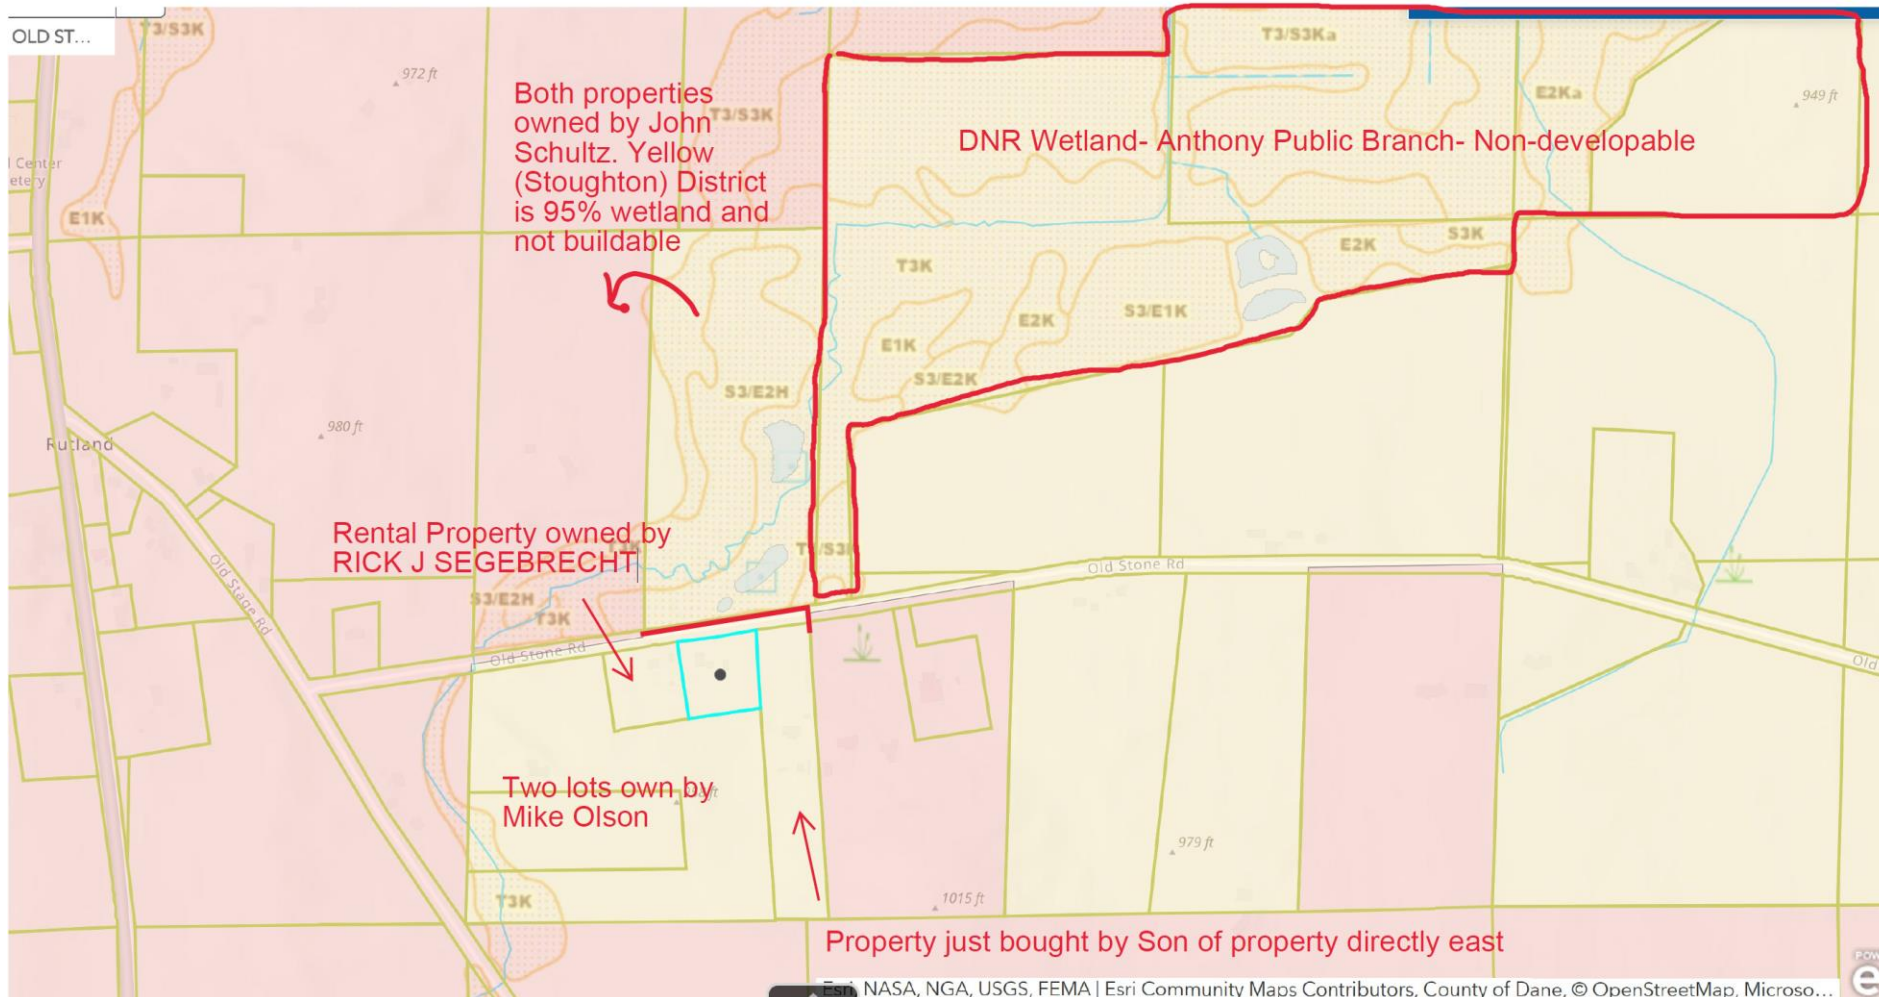 OLD ST...
T3/S3K
972 ft
T3/S3Ka
E2Ka
949 ft
Both properties
owned by John
Schultz. Yellow
(Stoughton) District
is 95% wetland and
not buildable
T3/S3K
DNR Wetland- Anthony Public Branch- Non-developable
Center
E1K
T3K
E2K
S3K
E2K
S3/E1K
E1K
S3/E2K
S3/E2H
980 ft
Rutland
Rental Property owned by
RICK J SEGEBRECHT
Old Stage Rd
Old Stone Rd
S3/E2H
T3K
Old Stone Rd
Old
Two lots own by
Mike Olson
979 ft
T3K
1015 ft
Property just bought by Son of property directly east
Esri, NASA, NGA, USGS, FEMA | Esri Community Maps Contributors, County of Dane, © OpenStreetMap, Microso...